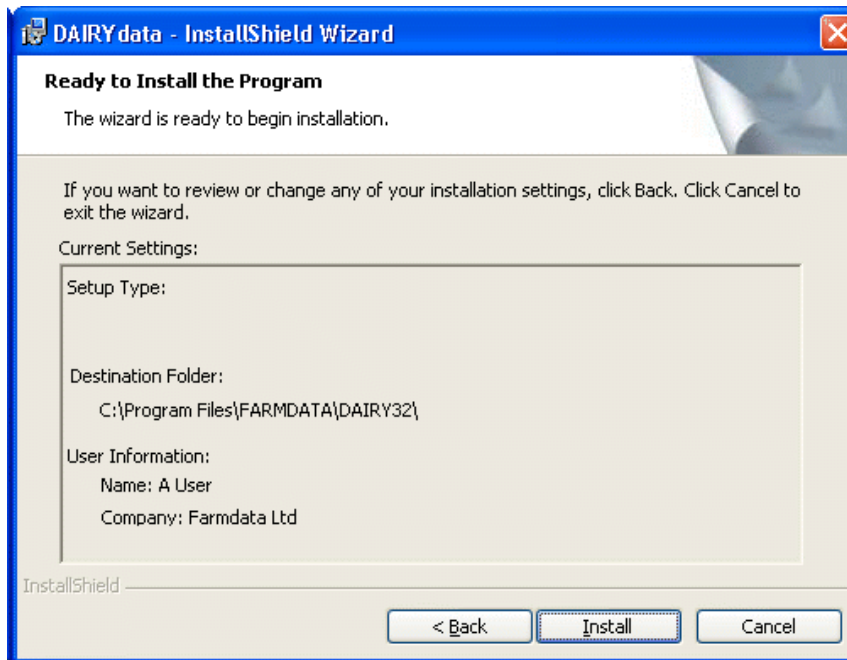 DAIRYdata - InstallShield Wizard
Ready to Install the Program
The wizard is ready to begin installation.
If you want to review or change any of your installation settings, click Back. Click Cancel to
exit the wizard.
Current Settings:
Setup Type:
Destination Folder:
C:\Program Files\FARMDATA\DAIRY32\
User Information:
Name: A User
Company: Farmdata Ltd
InstallShield
< Back
Install
Cancel